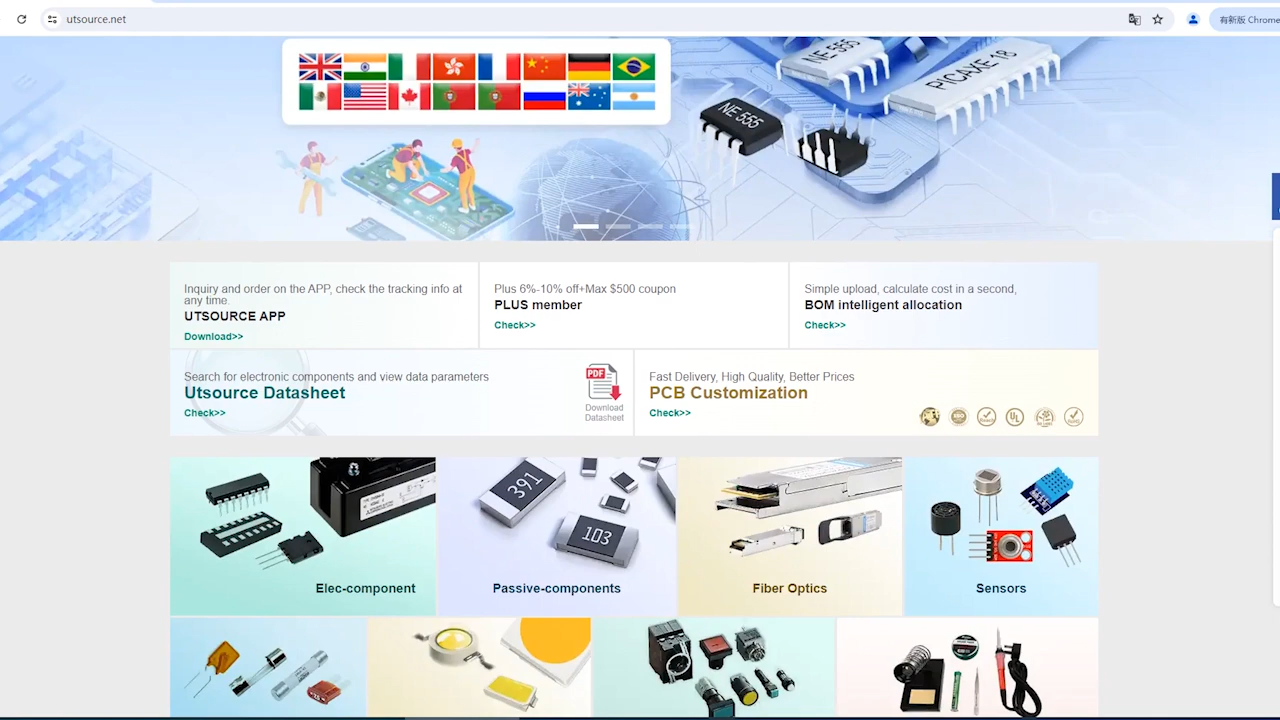 utsource.net
有新版 Chrome
NE 555
PICAXE-18
NE 555
Inquiry and order on the APP, check the tracking info at
any time.
UTSOURCE APP
Download>>
Plus 6%-10% off+Max $500 coupon
PLUS member
Check>>
Simple upload, calculate cost in a second,
BOM intelligent allocation
Check>>
Search for electronic components and view data parameters
Utsource Datasheet
Check>>
PDF
Download
Datasheet
Fast Delivery, High Quality, Better Prices
PCB Customization
Check>>
UL
391
103
Elec-component
Passive-components
Fiber Optics
Sensors